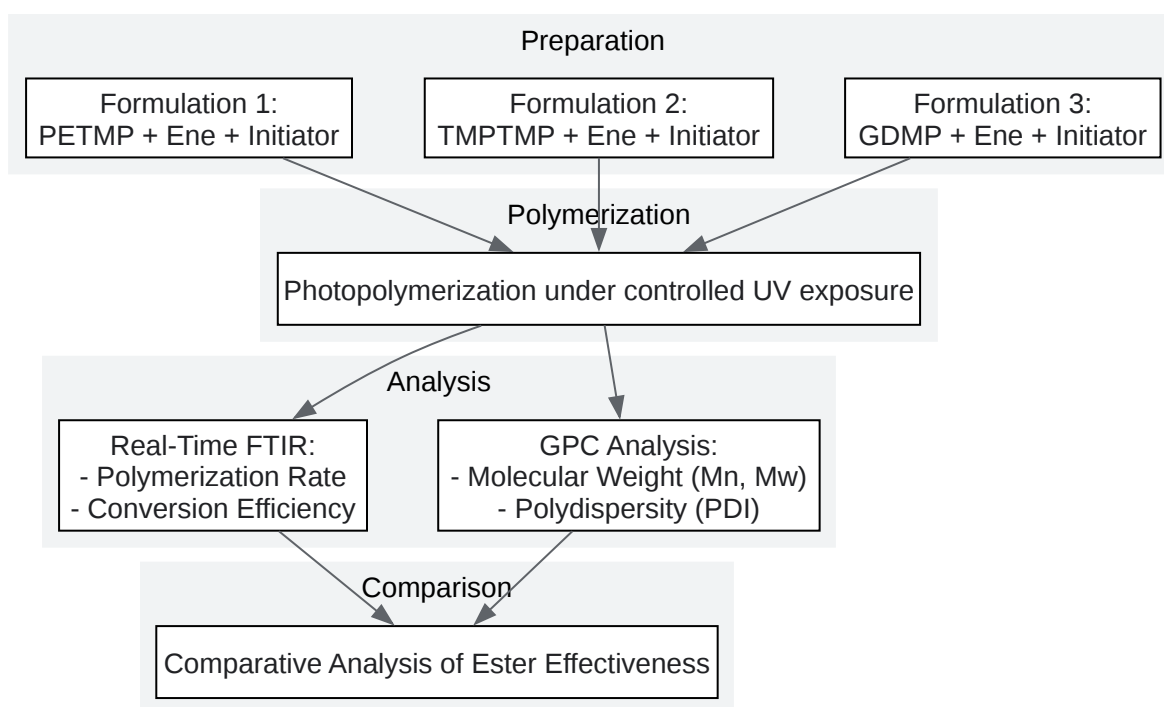 Preparation
Formulation 1:
PETMP + Ene + Initiator
Formulation 2:
TMPTMP + Ene + Initiator
Formulation 3:
GDMP + Ene + Initiator
Polymerization
Photopolymerization under controlled UV exposure
Analysis
Real-Time FTIR:
- Polymerization Rate
- Conversion Efficiency
GPC Analysis:
- Molecular Weight (Mn, Mw)
- Polydispersity (PDI)
Comparison
Comparative Analysis of Ester Effectiveness